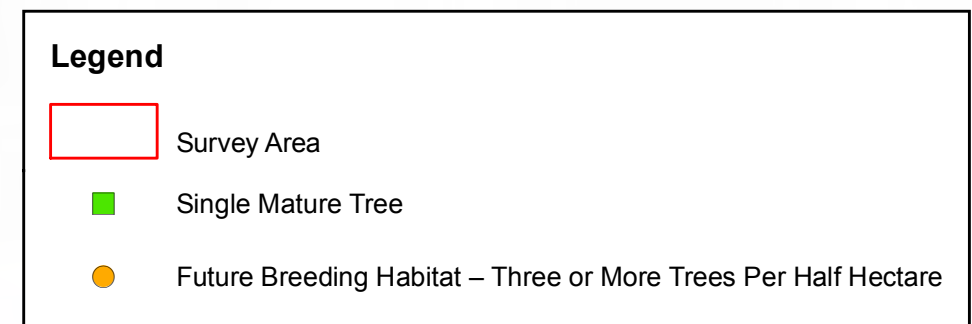 Legend
Survey Area
Single Mature Tree
Future Breeding Habitat – Three or More Trees Per Half Hectare